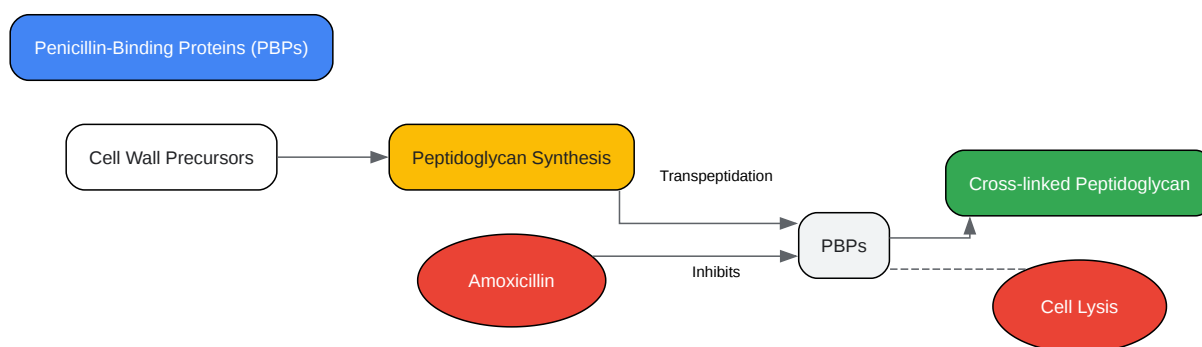 Penicillin-Binding Proteins (PBPs)
Cell Wall Precursors
Peptidoglycan Synthesis
Transpeptidation
Cross-linked Peptidoglycan
PBPs
Amoxicillin
Inhibits
Cell Lysis